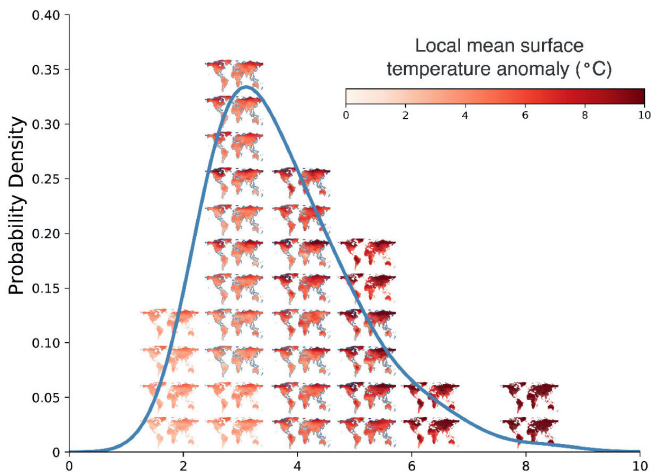 0.40
0.35
0.30
0.25
0.20
0.15
0.10
0.05
0
Probability Density
Local mean surface
temperature anomaly (°C)
0 2 4 6 8 10
0 2 4 6 8 10